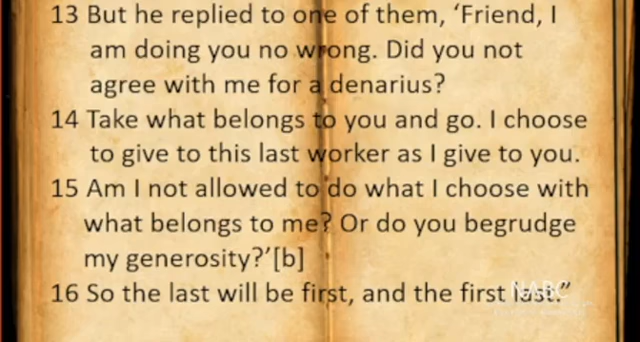 13 But he replied to one of them, ‘Friend, I
am doing you no wrong. Did you not
agree with me for a denarius?
14 Take what belongs to you and go. I choose
to give to this last worker as I give to you.
15 Am I not allowed to do what I choose with
what belongs to me? Or do you begrudge
my generosity?’[b]
16 So the last will be first, and the first last.”
NABC